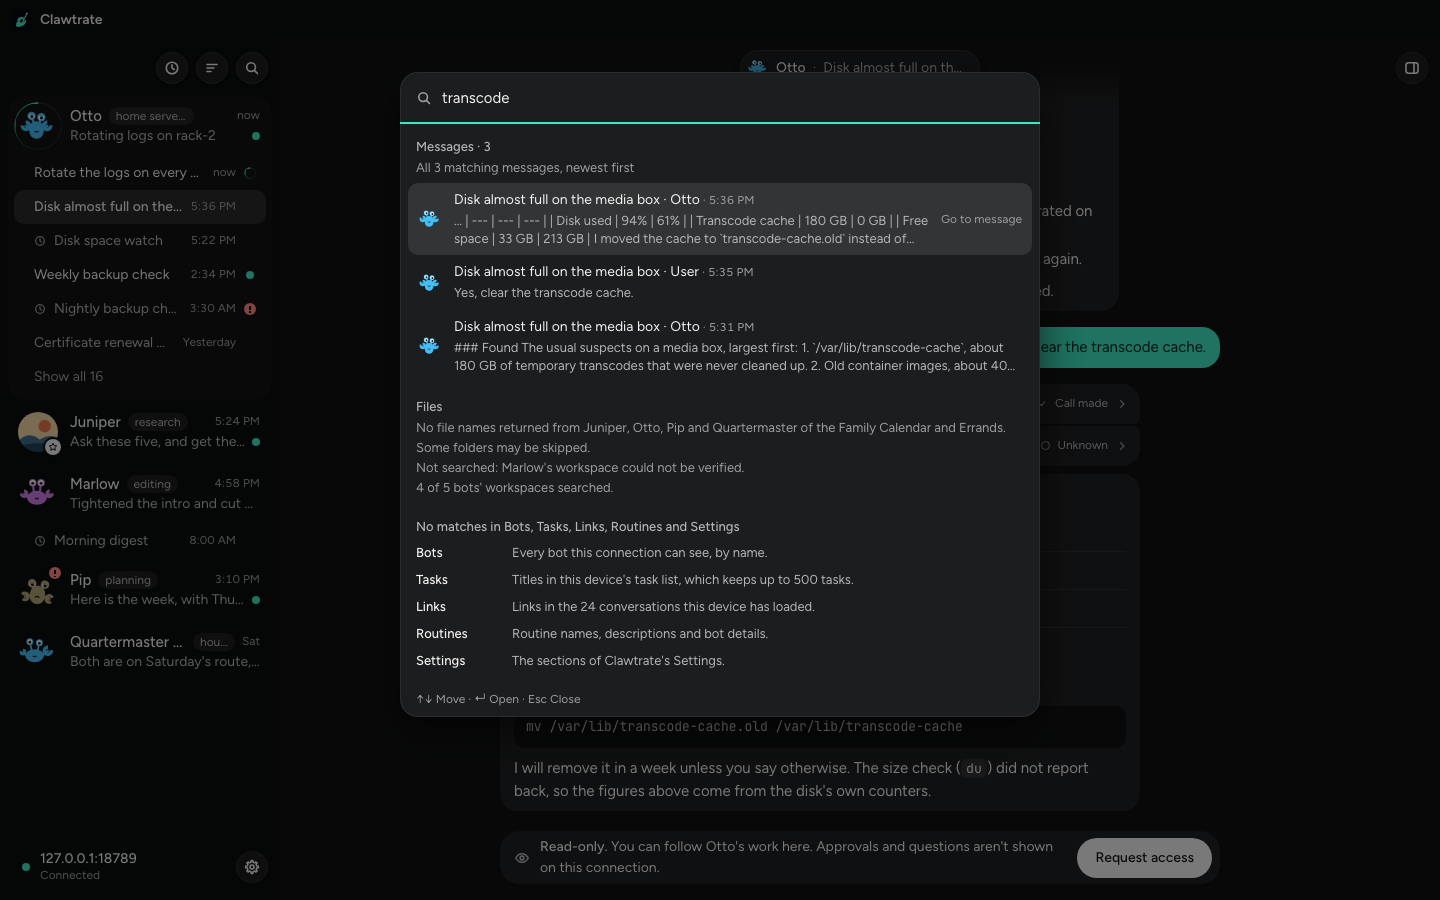 Clawtrate
Otto home serve... now
Rotating logs on rack-2
Rotate the logs on every ... now
Disk almost full on the... 5:36 PM
Disk space watch 5:22 PM
Weekly backup check 2:34 PM
Nightly backup ch... 3:30 AM
Certificate renewal ... Yesterday
Show all 16
Juniper research 5:24 PM
Ask these five, and get the...
Marlow editing 4:58 PM
Tightened the intro and cut ...
Morning digest 8:00 AM
Pip planning 3:10 PM
Here is the week, with Thu...
Quartermaster ... hou... Sat
Both are on Saturday's route,...
127.0.0.1:18789
Connected
Otto · Disk almost full on th...
transcode
Messages · 3
All 3 matching messages, newest first
Disk almost full on the media box · Otto · 5:36 PM
... | --- | --- | --- | | Disk used | 94% | 61% | | Transcode cache | 180 GB | 0 GB | | Free
space | 33 GB | 213 GB | I moved the cache to `transcode-cache.old` instead of...
Go to message
Disk almost full on the media box · User · 5:35 PM
Yes, clear the transcode cache.
Disk almost full on the media box · Otto · 5:31 PM
### Found The usual suspects on a media box, largest first: 1. `/var/lib/transcode-cache`, about
180 GB of temporary transcodes that were never cleaned up. 2. Old container images, about 40...
Files
No file names returned from Juniper, Otto, Pip and Quartermaster of the Family Calendar and Errands.
Some folders may be skipped.
Not searched: Marlow's workspace could not be verified.
4 of 5 bots' workspaces searched.
No matches in Bots, Tasks, Links, Routines and Settings
Bots Every bot this connection can see, by name.
Tasks Titles in this device's task list, which keeps up to 500 tasks.
Links Links in the 24 conversations this device has loaded.
Routines Routine names, descriptions and bot details.
Settings The sections of Clawtrate's Settings.
↑↓ Move · ↵ Open · Esc Close
rated on
again.
ed.
ear the transcode cache.
Call made
Unknown
mv /var/lib/transcode-cache.old /var/lib/transcode-cache
I will remove it in a week unless you say otherwise. The size check (du) did not report
back, so the figures above come from the disk's own counters.
Read-only. You can follow Otto's work here. Approvals and questions aren't shown
on this connection.
Request access